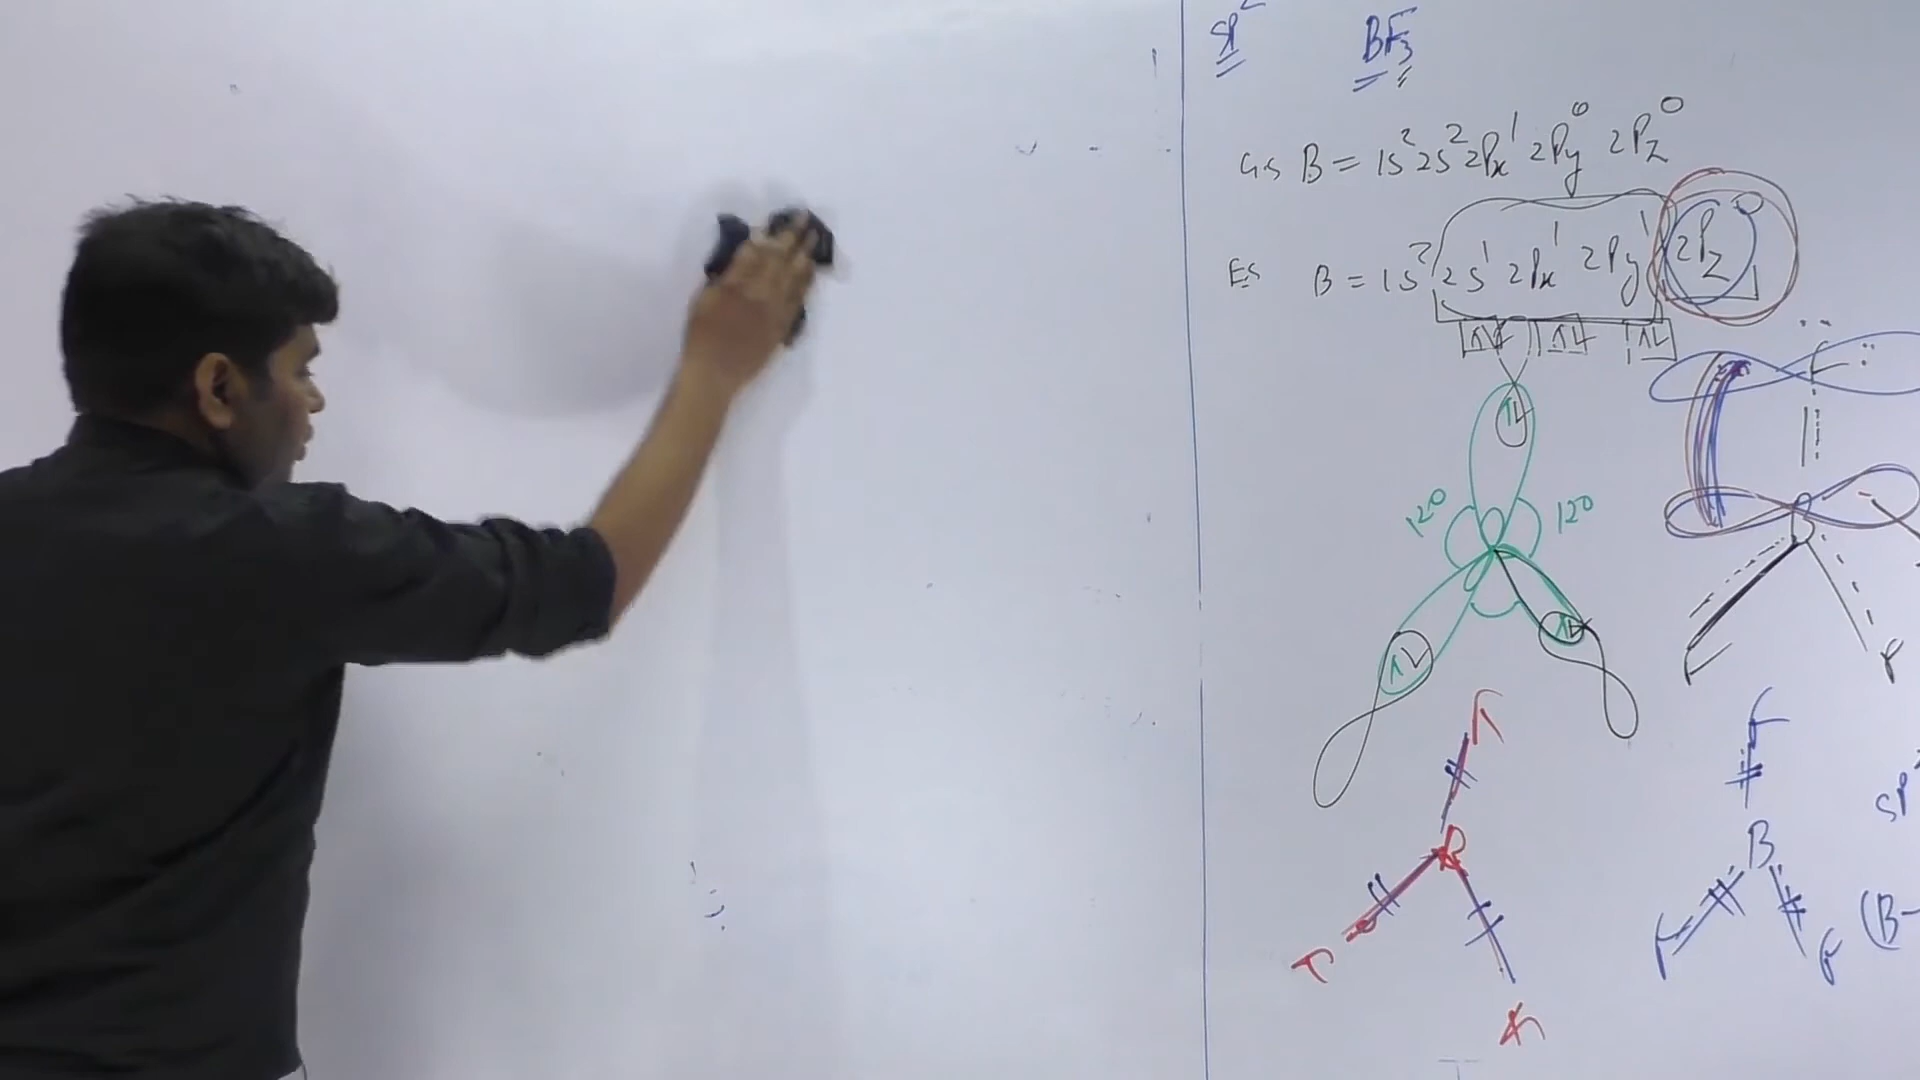 SP² BF₃
G.S B = 1s² 2s² 2Px¹ 2Py⁰ 2Pz⁰
E.S B = 1s² 2s¹ 2Px¹ 2Py¹ 2Pz⁰
120 120
F
F
F
B
F
F
B
F
SP²
(B-